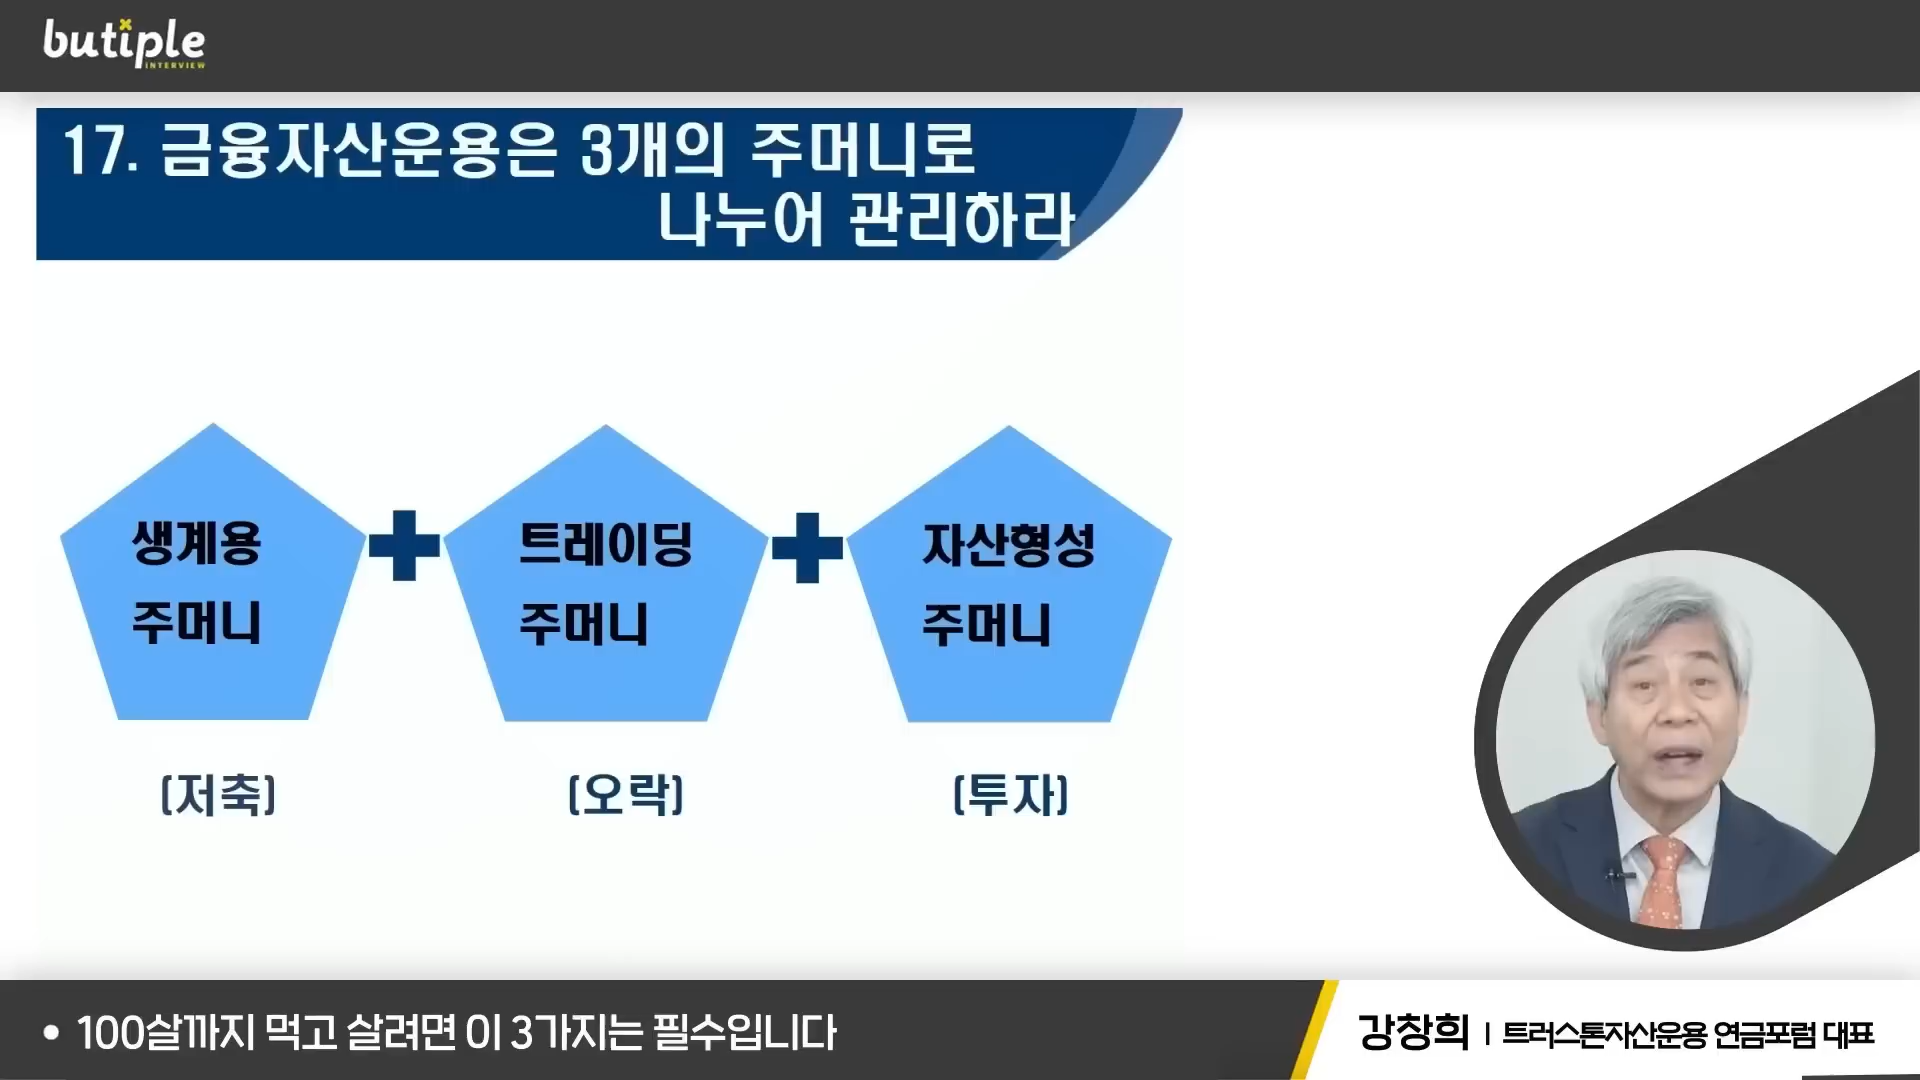 butiple
INTERVIEW
17. 금융자산운용은 3개의 주머니로
나누어 관리하라
생계용
주머니
트레이딩
주머니
자산형성
주머니
(저축)
(오락)
(투자)
• 100살까지 먹고 살려면 이 3가지는 필수입니다
강창희 | 트러스톤자산운용 연금포럼 대표